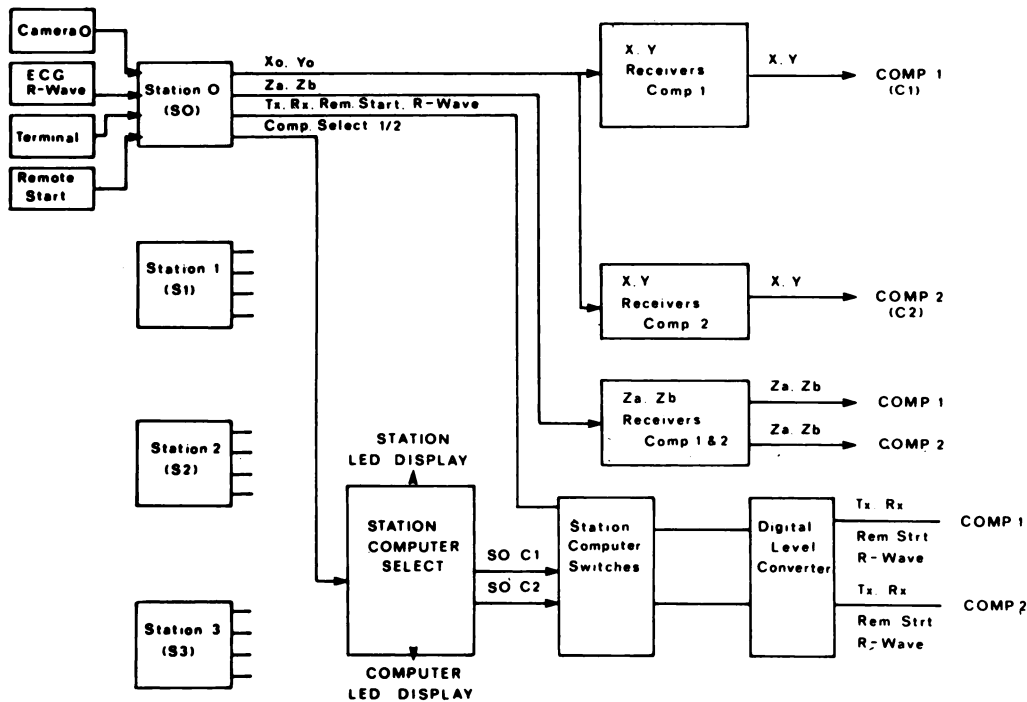 Camera O
ECG
R-Wave
Terminal
Remote
Start
Station O
(SO)
Xo. Yo
Za. Zb
Tx. Rx. Rem. Start. R-Wave
Comp. Select 1/2
X. Y
Receivers
Comp 1
X. Y
COMP 1
(C1)
Station 1
(S1)
X. Y
Receivers
Comp 2
X. Y
COMP 2
(C2)
Za. Zb
Receivers
Comp 1 & 2
Za. Zb
COMP 1
Za. Zb
COMP 2
Station 2
(S2)
STATION
LED DISPLAY
STATION
COMPUTER
SELECT
SO C1
SO C2
Station
Computer
Switches
Digital
Level
Converter
Tx. Rx
COMP 1
Rem Strt
R-Wave
Tx. Rx
COMP 2
Rem Strt
R-Wave
Station 3
(S3)
COMPUTER
LED DISPLAY